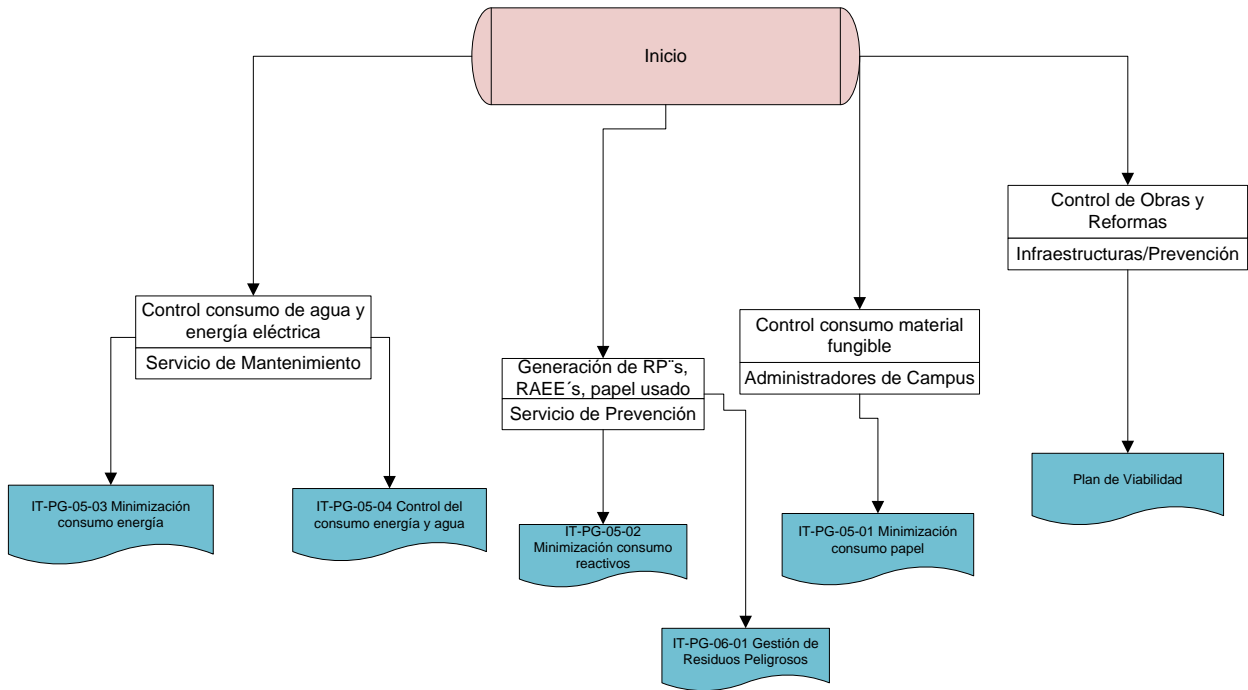 Inicio
Control de Obras y
Reformas
Infraestructuras/Prevención
Control consumo de agua y
energía eléctrica
Servicio de Mantenimiento
Control consumo material
fungible
Administradores de Campus
Generación de RP¨s,
RAEE´s, papel usado
Servicio de Prevención
IT-PG-05-03 Minimización
consumo energía
IT-PG-05-04 Control del
consumo energía y agua
IT-PG-05-02
Minimización consumo
reactivos
IT-PG-05-01 Minimización
consumo papel
Plan de Viabilidad
IT-PG-06-01 Gestión de
Residuos Peligrosos